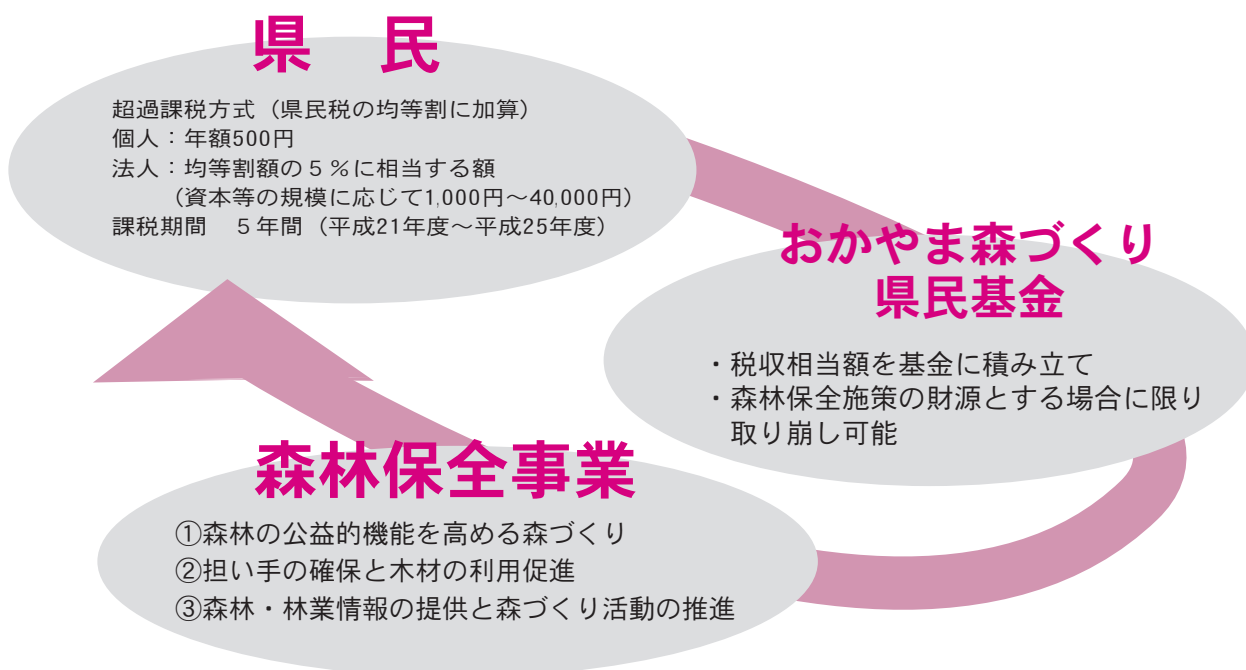 県　民
超過課税方式（県民税の均等割に加算）
個人：年額500円
法人：均等割額の５％に相当する額
（資本等の規模に応じて1,000円～40,000円）
課税期間　５年間（平成21年度～平成25年度）
おかやま森づくり
県民基金
・税収相当額を基金に積み立て
・森林保全施策の財源とする場合に限り
取り崩し可能
森林保全事業
①森林の公益的機能を高める森づくり
②担い手の確保と木材の利用促進
③森林・林業情報の提供と森づくり活動の推進